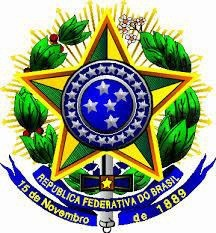 REPÚBLICA FEDERATIVA DO BRASIL
15 de Novembro de 1889